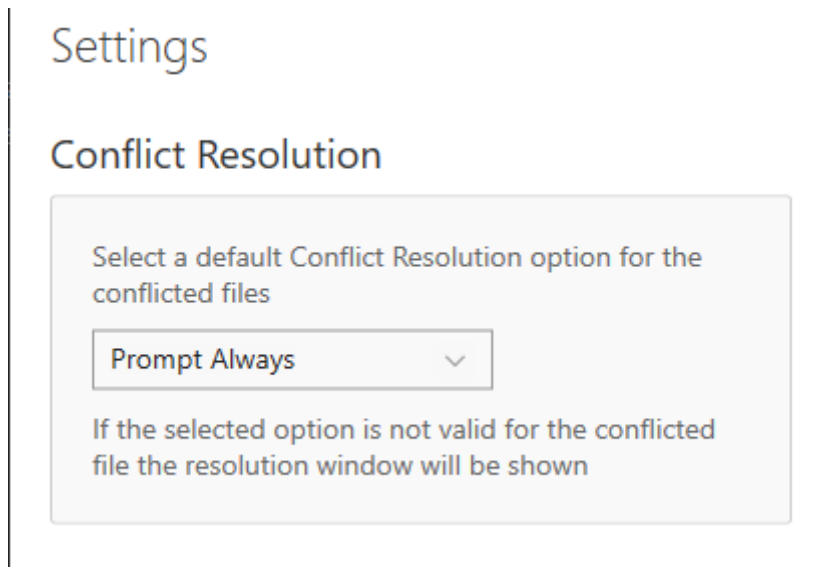 Settings
Conflict Resolution
Select a default Conflict Resolution option for the
conflicted files
Prompt Always
If the selected option is not valid for the conflicted
file the resolution window will be shown